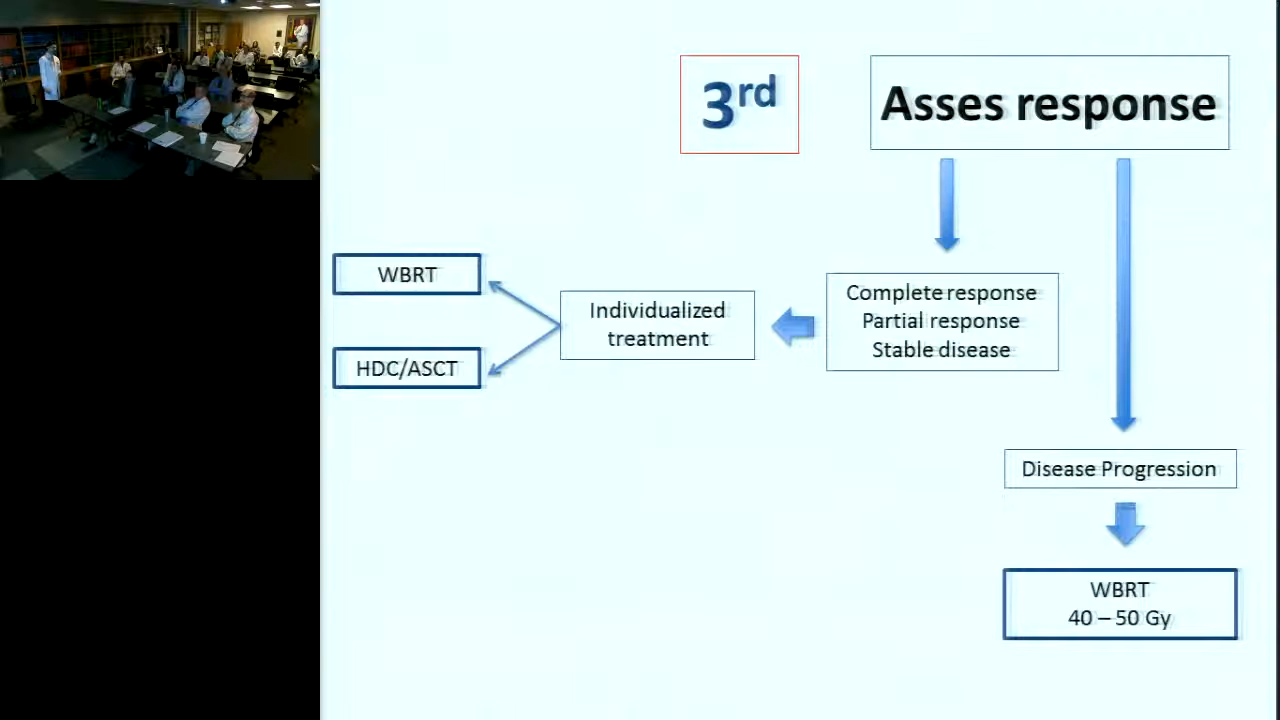 3rd
Asses response
WBRT
HDC/ASCT
Individualized
treatment
Complete response
Partial response
Stable disease
Disease Progression
WBRT
40 – 50 Gy